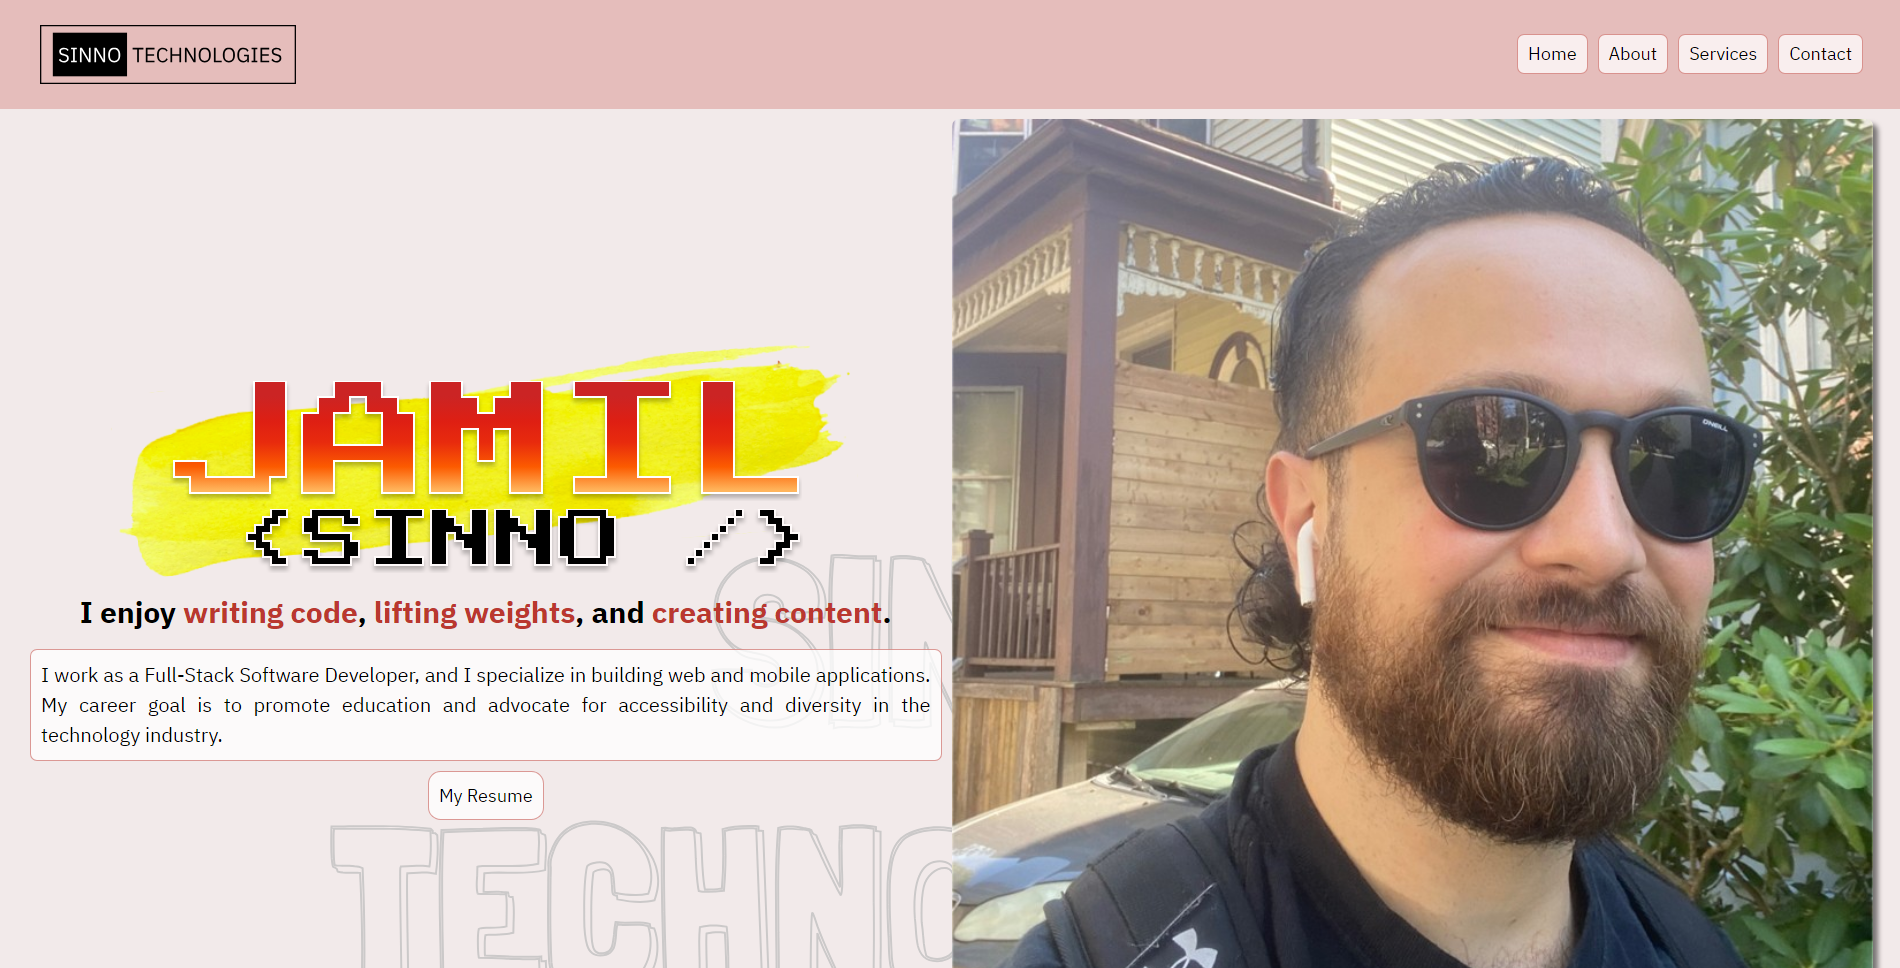 SINNO TECHNOLOGIES
Home
About
Services
Contact
JAMIL
<SINNO />
I enjoy writing code, lifting weights, and creating content.
I work as a Full-Stack Software Developer, and I specialize in building web and mobile applications.
My career goal is to promote education and advocate for accessibility and diversity in the
technology industry.
My Resume
SIN
TECHNO
O'NEILL